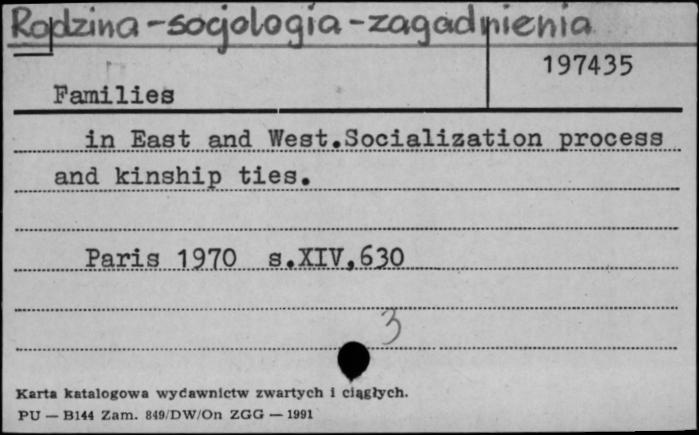 Rodzina-socjologia-zagadnienia
197435
Families
in East and West.Socialization process
and kinship ties.
Paris 1970 s.XIV,630
3
Karta katalogowa wydawnictw zwartych i ciągłych.
PU — B144 Zam. 849/DW/On ZGG — 1991